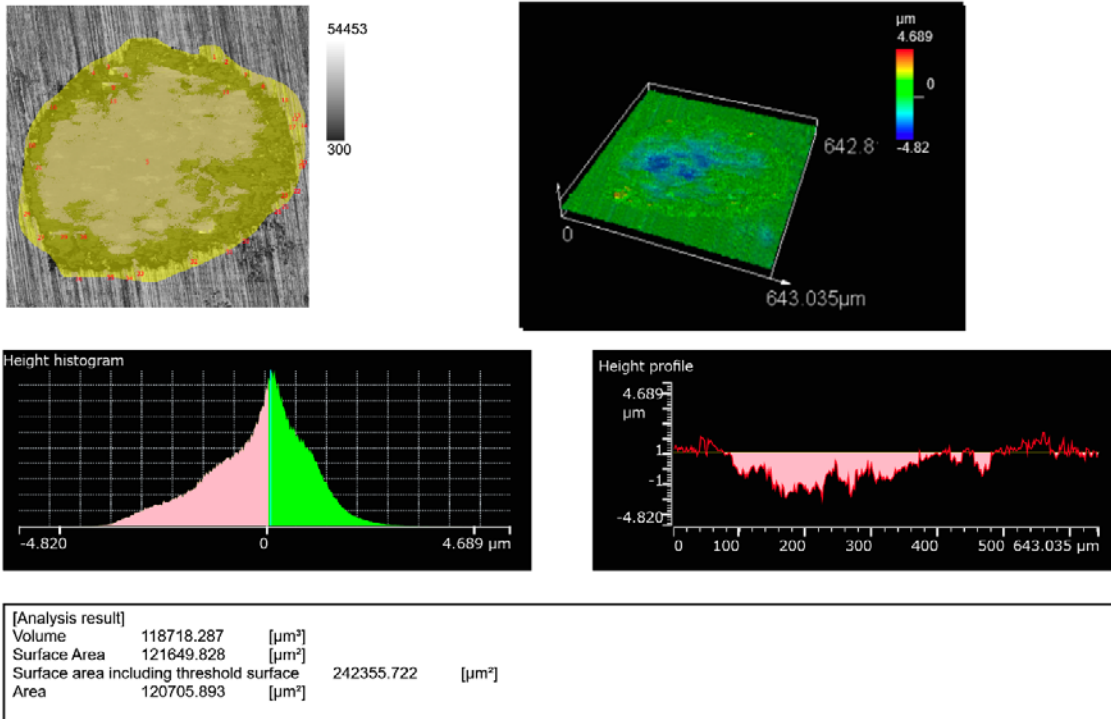 54453
300
µm
4.689
0
-4.82
642.8
0
643.035µm
Height histogram
-4.820 0 4.689 µm
Height profile
4.689
µm
1
-1
-4.820
0 100 200 300 400 500 643.035 µm
[Analysis result]
Volume 118718.287 [µm³]
Surface Area 121649.828 [µm²]
Surface area including threshold surface 242355.722 [µm²]
Area 120705.893 [µm²]